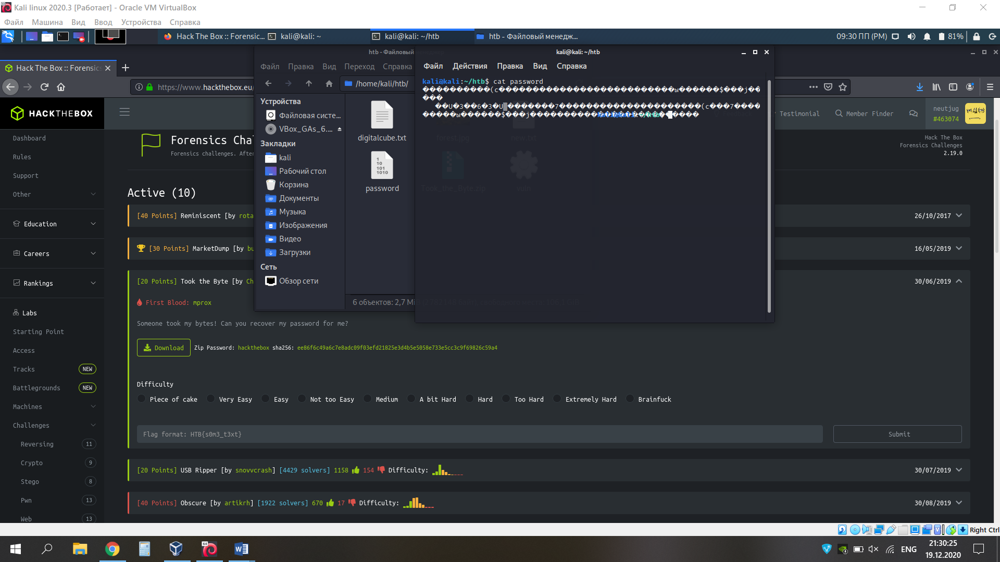 Kali linux 2020.3 [Работает] - Oracle VM VirtualBox
Файл Машина Вид Ввод Устройства Справка
Hack The Box :: Forensic... kali@kali: ~ kali@kali: ~/htb htb - Файловый менедж... 09:30 ПП (PM) 81%
Hack The Box :: Forensics
https://www.hackthebox.eu/
htb - Файловый
Файл Правка Вид Переход Справка
/home/kali/htb/
Устройства
Файловая систе...
VBox_GAs_6....
Закладки
kali
Рабочий стол
Корзина
Документы
Музыка
Изображения
Видео
Загрузки
Сеть
Обзор сети
digitalcube.txt
password
forest.jpg
new.txt
Took_the_Byte.zip
vuln
6 объектов: 2,7 М
kali@kali: ~/htb
Файл Действия Правка Вид Справка
kali@kali:~/htb$ cat password
HACKTHEBOX
Testimonial
Member Finder
neutjug
#463074
Dashboard
Rules
Support
Other
Education
Careers
Rankings
Labs
Starting Point
Access
Tracks NEW
Battlegrounds NEW
Machines
Challenges
Reversing 11
Crypto 9
Stego 8
Pwn 13
Web 13
Forensics Cha
Forensics challenges. After
Hack The Box
Forensics Challenges
2.19.0
Active (10)
[40 Points] Reminiscent [by rota 26/10/2017
[30 Points] MarketDump [by bu 16/05/2019
[20 Points] Took the Byte [by Ch 30/06/2019
First Blood: mprox
Someone took my bytes! Can you recover my password for me?
Download Zip Password: hackthebox sha256: ee86f6c49a6c7e8adc09f03efd21825e3d4b5e5058e733e5cc3c9f69826c59a4
Difficulty
Piece of cake Very Easy Easy Not too Easy Medium A bit Hard Hard Too Hard Extremely Hard Brainfuck
Flag format: HTB{s0m3_t3xt} Submit
[20 Points] USB Ripper [by snovvcrash] [4429 solvers] 1158 154 Difficulty: 30/07/2019
[40 Points] Obscure [by artikrh] [1922 solvers] 670 17 Difficulty: 30/08/2019
Right Ctrl
ENG
21:30:25
19.12.2020